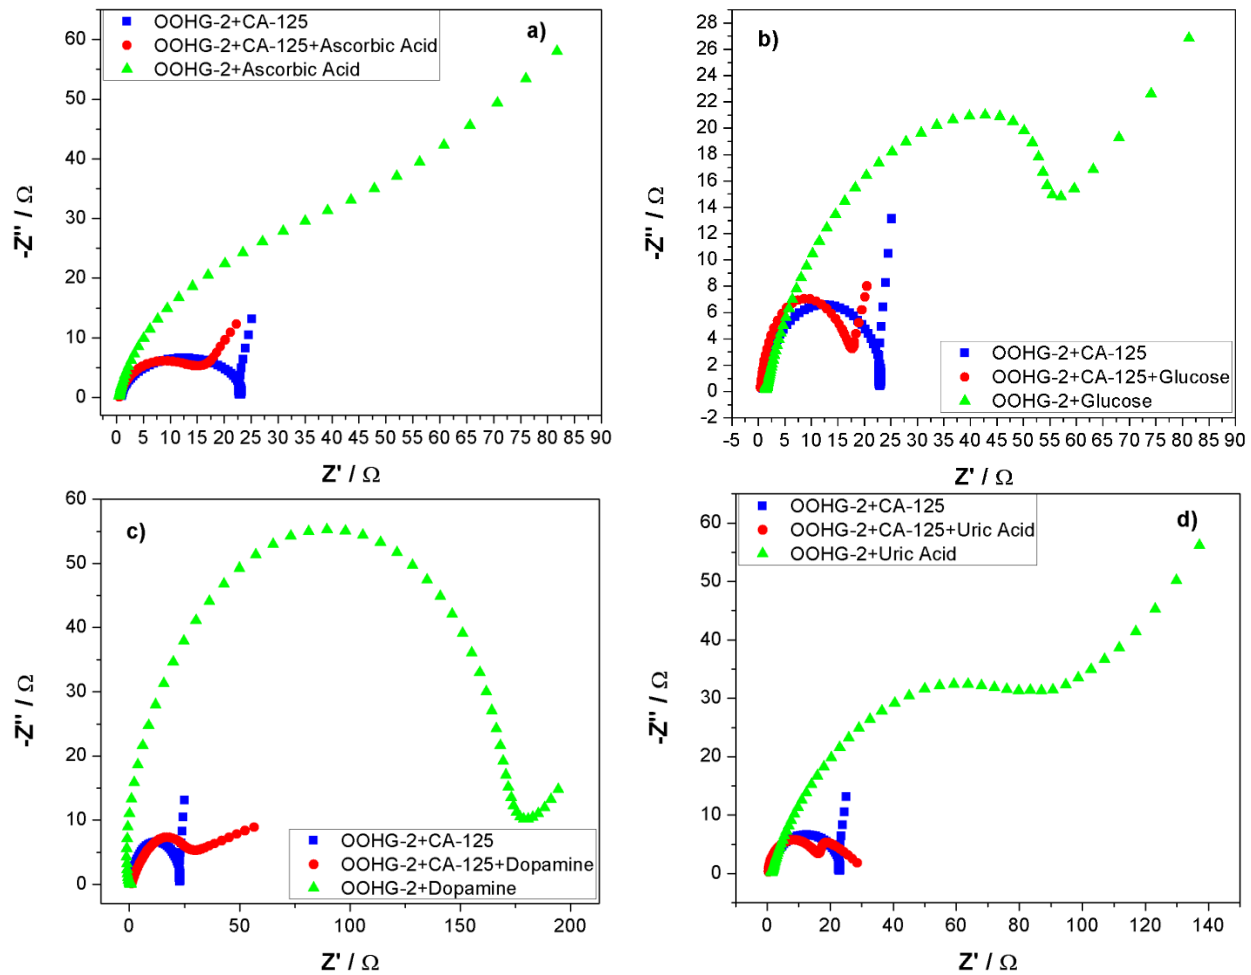 OOHG-2+CA-125
OOHG-2+CA-125+Ascorbic Acid
OOHG-2+Ascorbic Acid
a)
60
50
40
30
20
10
0
-Z'' / Ω
0 5 10 15 20 25 30 35 40 45 50 55 60 65 70 75 80 85 90
Z' / Ω
b)
28
26
24
22
20
18
16
14
12
10
8
6
4
2
0
-2
-Z'' / Ω
OOHG-2+CA-125
OOHG-2+CA-125+Glucose
OOHG-2+Glucose
-5 0 5 10 15 20 25 30 35 40 45 50 55 60 65 70 75 80 85 90
Z' / Ω
c)
60
50
40
30
20
10
0
-Z'' / Ω
OOHG-2+CA-125
OOHG-2+CA-125+Dopamine
OOHG-2+Dopamine
0 50 100 150 200
Z' / Ω
OOHG-2+CA-125
OOHG-2+CA-125+Uric Acid
OOHG-2+Uric Acid
d)
60
50
40
30
20
10
0
-Z'' / Ω
0 20 40 60 80 100 120 140
Z' / Ω